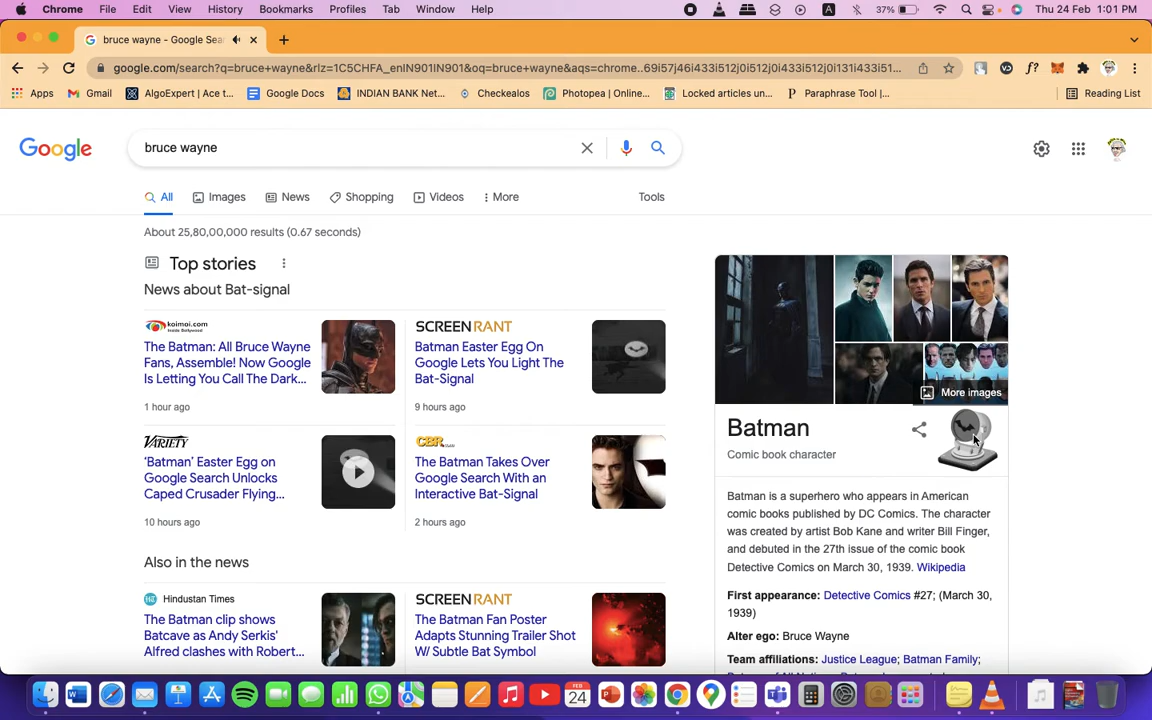 Chrome File Edit View History Bookmarks Profiles Tab Window Help A 37% Thu 24 Feb 1:01 PM
bruce wayne - Google Sea
google.com/search?q=bruce+wayne&rlz=1C5CHFA_enIN901IN901&oq=bruce+wayne&aqs=chrome..69i57j46i433i512j0i512j0i433i512j0i131i433i51...
Apps Gmail AlgoExpert | Ace t... Google Docs INDIAN BANK Net... Checkealos Photopea | Online... Locked articles un... Paraphrase Tool |... Reading List
Google bruce wayne
All Images News Shopping Videos More Tools
About 25,80,00,000 results (0.67 seconds)
Top stories
News about Bat-signal
koimoi.com
The Batman: All Bruce Wayne
Fans, Assemble! Now Google
Is Letting You Call The Dark...
1 hour ago
SCREENRANT
Batman Easter Egg On
Google Lets You Light The
Bat-Signal
9 hours ago
VARIETY
‘Batman’ Easter Egg on
Google Search Unlocks
Caped Crusader Flying...
10 hours ago
CBR.com
The Batman Takes Over
Google Search With an
Interactive Bat-Signal
2 hours ago
Also in the news
Hindustan Times
The Batman clip shows
Batcave as Andy Serkis'
Alfred clashes with Robert...
SCREENRANT
The Batman Fan Poster
Adapts Stunning Trailer Shot
W/ Subtle Bat Symbol
More images
Batman
Comic book character
Batman is a superhero who appears in American
comic books published by DC Comics. The character
was created by artist Bob Kane and writer Bill Finger,
and debuted in the 27th issue of the comic book
Detective Comics on March 30, 1939. Wikipedia
First appearance: Detective Comics #27; (March 30,
1939)
Alter ego: Bruce Wayne
Team affiliations: Justice League; Batman Family;
FEB
24